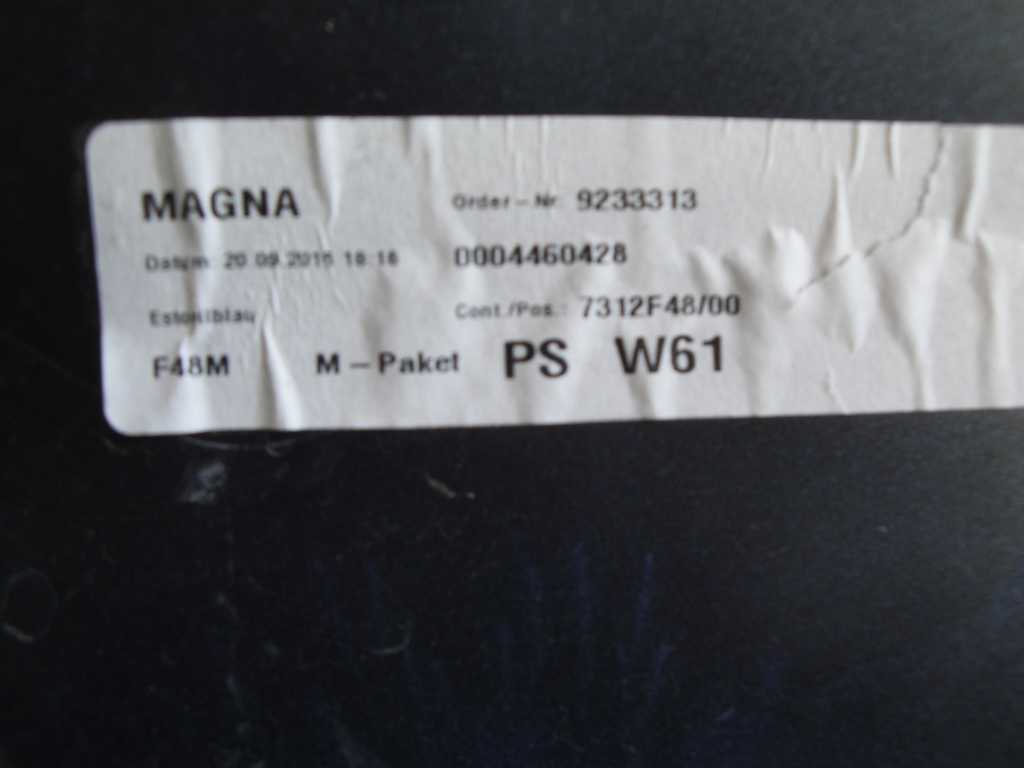 MAGNA Order-Nr. 9233313
Datum: 20.09.2016 18:18 0004460428
Estorilblau Cont./Pos.: 7312F48/00
F48M M-Paket PS W61